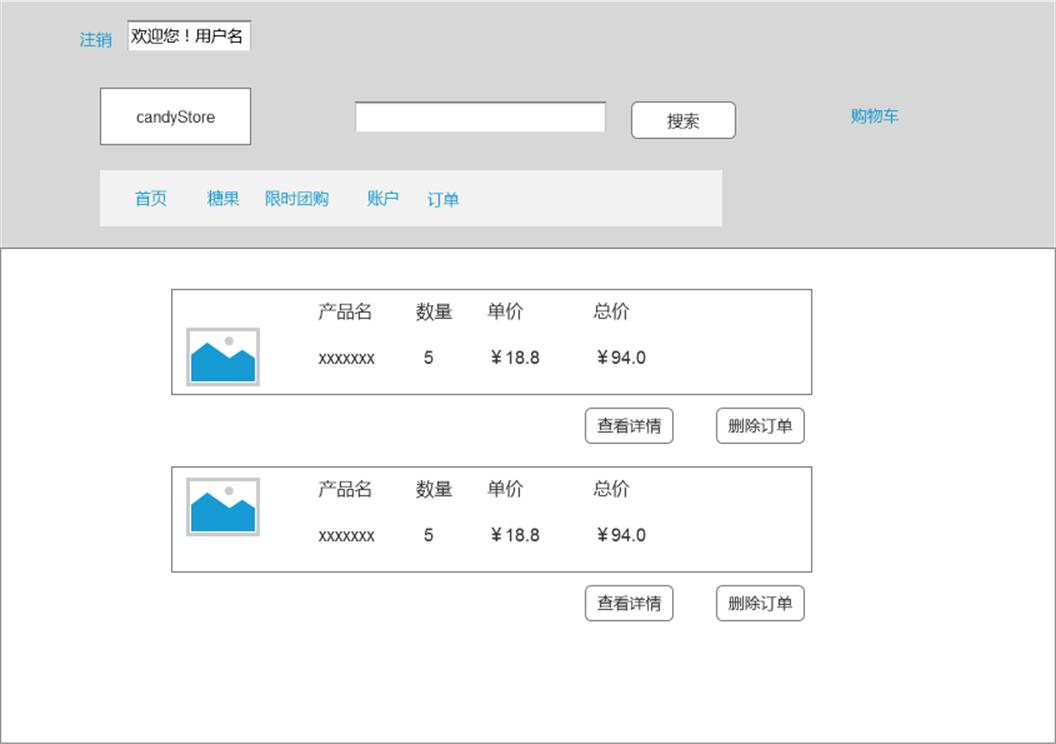 注销 欢迎您！用户名
candyStore 搜索 购物车
首页 糖果 限时团购 账户 订单
产品名 数量 单价 总价
xxxxxxx 5 ￥18.8 ￥94.0
查看详情 删除订单
产品名 数量 单价 总价
xxxxxxx 5 ￥18.8 ￥94.0
查看详情 删除订单